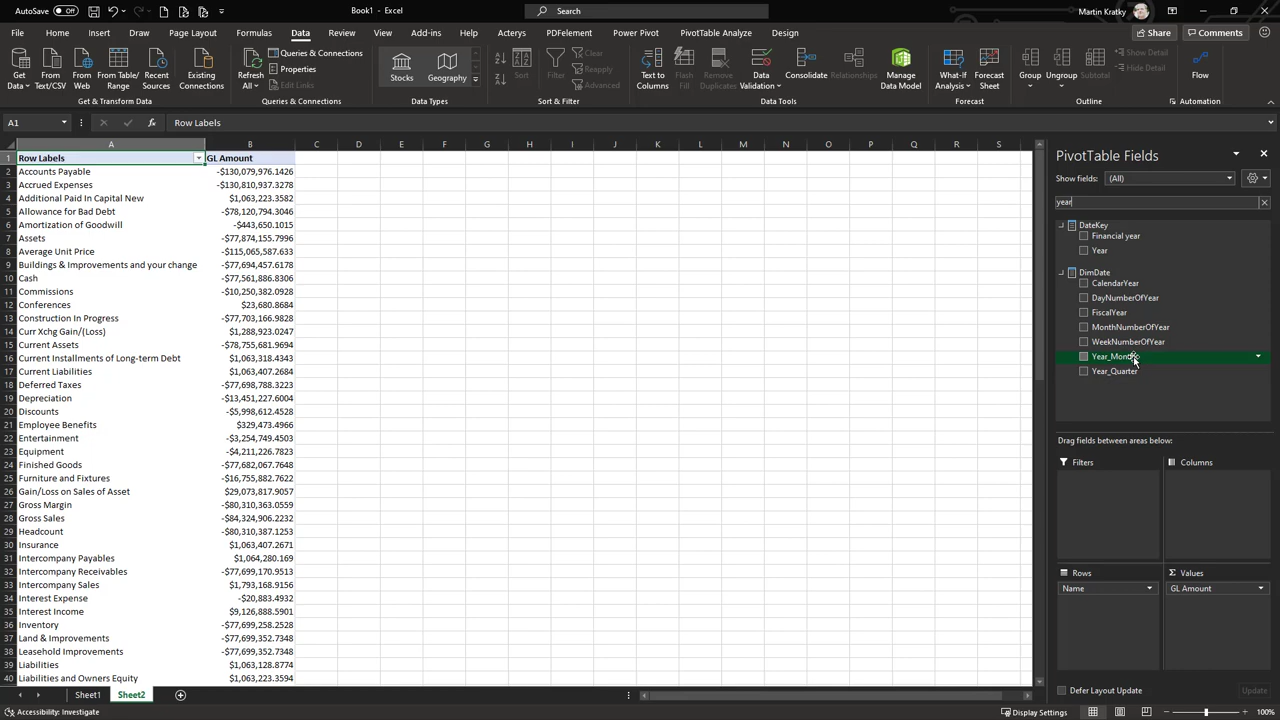 AutoSave Off
Book1 - Excel
Search
Martin Kratky
File Home Insert Draw Page Layout Formulas Data Review View Add-ins Help Acterys PDFelement Power Pivot PivotTable Analyze Design
Share Comments
Get Data
From Text/CSV
From Web
From Table/ Range
Recent Sources
Existing Connections
Get & Transform Data
Refresh All
Queries & Connections
Properties
Edit Links
Queries & Connections
Stocks
Geography
Data Types
Sort
Filter
Clear
Reapply
Advanced
Sort & Filter
Text to Columns
Flash Fill
Remove Duplicates
Data Validation
Consolidate
Relationships
Manage Data Model
Data Tools
What-If Analysis
Forecast Sheet
Forecast
Group
Ungroup
Subtotal
Show Detail
Hide Detail
Outline
Flow
Automation
A1
fx
Row Labels
A B C D E F G H I J K L M N O P Q R S
1 Row Labels GL Amount
2 Accounts Payable -$130,079,976.1426
3 Accrued Expenses -$130,810,937.3278
4 Additional Paid In Capital New $1,063,223.3582
5 Allowance for Bad Debt -$78,120,794.3046
6 Amortization of Goodwill -$443,650.1015
7 Assets -$77,874,155.7996
8 Average Unit Price -$115,065,587.633
9 Buildings & Improvements and your change -$77,694,457.6178
10 Cash -$77,561,886.8306
11 Commissions -$10,250,382.0928
12 Conferences $23,680.8684
13 Construction In Progress -$77,703,166.9828
14 Curr Xchg Gain/(Loss) $1,288,923.0247
15 Current Assets -$78,755,681.9694
16 Current Installments of Long-term Debt $1,063,318.4343
17 Current Liabilities $1,063,407.2684
18 Deferred Taxes -$77,698,788.3223
19 Depreciation -$13,451,227.6004
20 Discounts -$5,998,612.4528
21 Employee Benefits $329,473.4966
22 Entertainment -$3,254,749.4503
23 Equipment -$4,211,226.7823
24 Finished Goods -$77,682,067.7648
25 Furniture and Fixtures -$16,755,882.7622
26 Gain/Loss on Sales of Asset $29,073,817.9057
27 Gross Margin -$80,310,363.0559
28 Gross Sales -$84,324,906.2232
29 Headcount -$80,310,387.1253
30 Insurance $1,063,407.2671
31 Intercompany Payables $1,064,280.169
32 Intercompany Receivables -$77,699,170.9513
33 Intercompany Sales $1,793,168.9156
34 Interest Expense -$20,883.4932
35 Interest Income $9,126,888.5901
36 Inventory -$77,699,258.2528
37 Land & Improvements -$77,699,352.7348
38 Leasehold Improvements -$77,699,352.7348
39 Liabilities $1,063,128.8774
40 Liabilities and Owners Equity $1,063,223.3594
PivotTable Fields
Show fields: (All)
year
DateKey
Financial year
Year
DimDate
CalendarYear
DayNumberOfYear
FiscalYear
MonthNumberOfYear
WeekNumberOfYear
Year_Month
Year_Quarter
Drag fields between areas below:
Filters Columns
Rows Values
Name GL Amount
Defer Layout Update Update
Sheet1 Sheet2
Accessibility: Investigate
Display Settings
100%